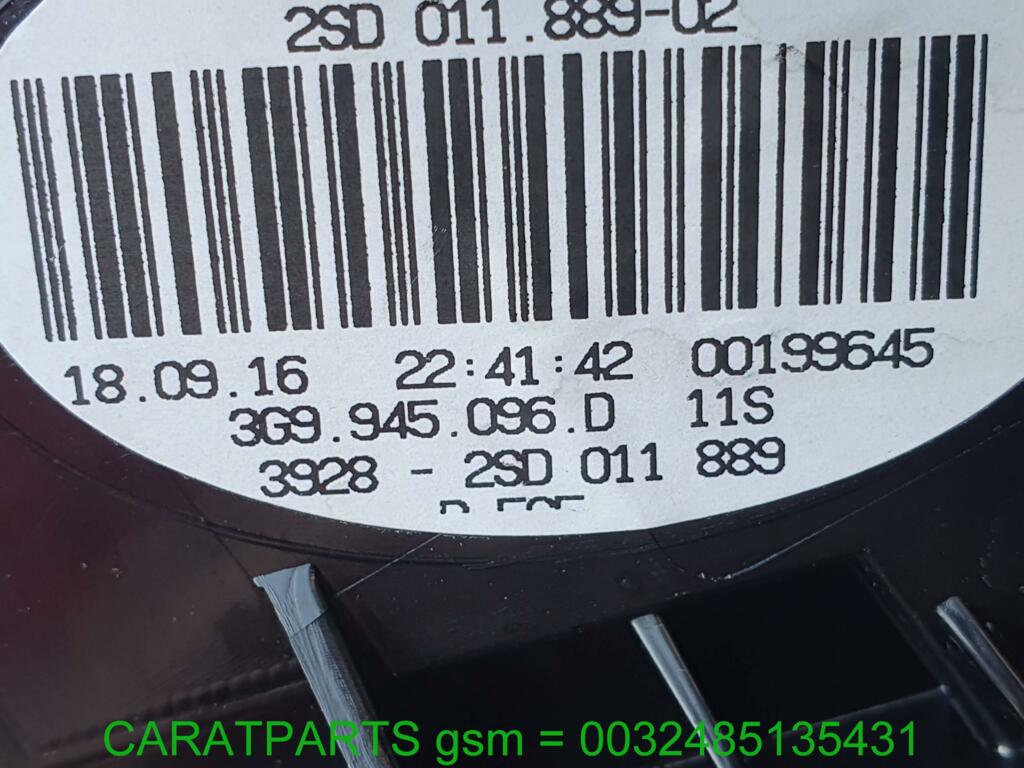 2SD 011.889-02
18.09.16 22:41:42 00199645
3G9.945.096.D 11S
3928 - 2SD 011 889
CARATPARTS gsm = 0032485135431